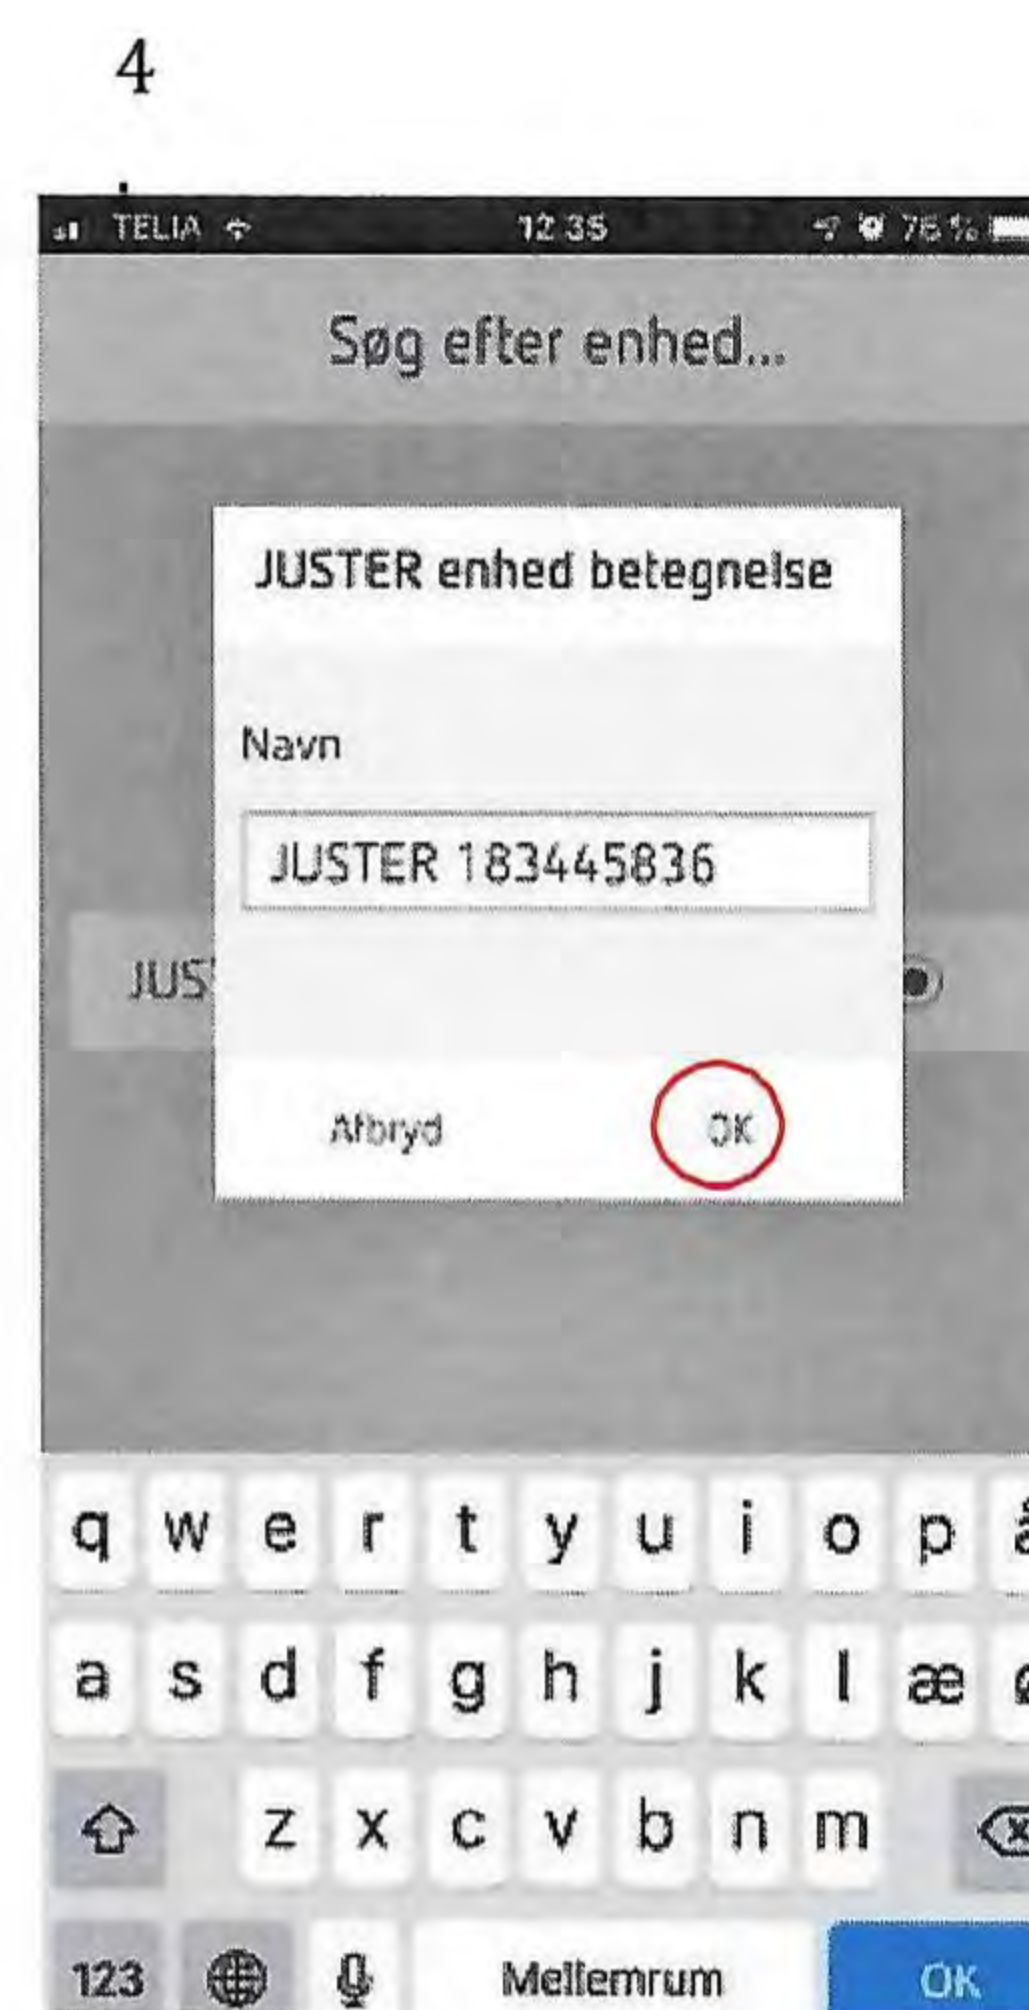 4
.
TELIA 12 35 76 %
Søg efter enhed...
JUSTER enhed betegnelse
Navn
JUSTER 183445836
JUS
Afbryd OK
q w e r t y u i o p å
a s d f g h j k l æ ø
z x c v b n m
123 Mellemrum OK